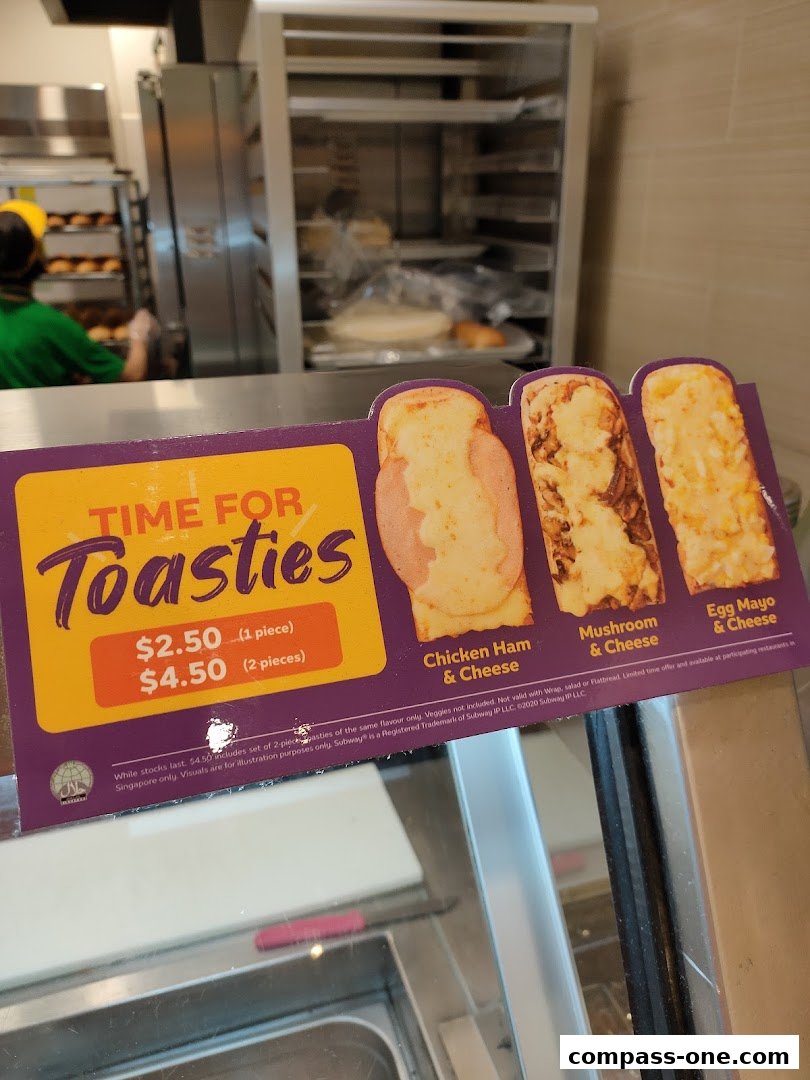 TIME FOR
Toasties
$2.50 (1 piece)
$4.50 (2 pieces)
Chicken Ham
& Cheese
Mushroom
& Cheese
Egg Mayo
& Cheese
While stocks last. $4.50 includes set of 2-piece Toasties of the same flavour only. Veggies not included. Not valid with Wrap, salad or Flatbread. Limited time offer and available at participating restaurants in
Singapore only. Visuals are for illustration purposes only. Subway® is a Registered Trademark of Subway IP LLC. ©2020 Subway IP LLC.
compass-one.com